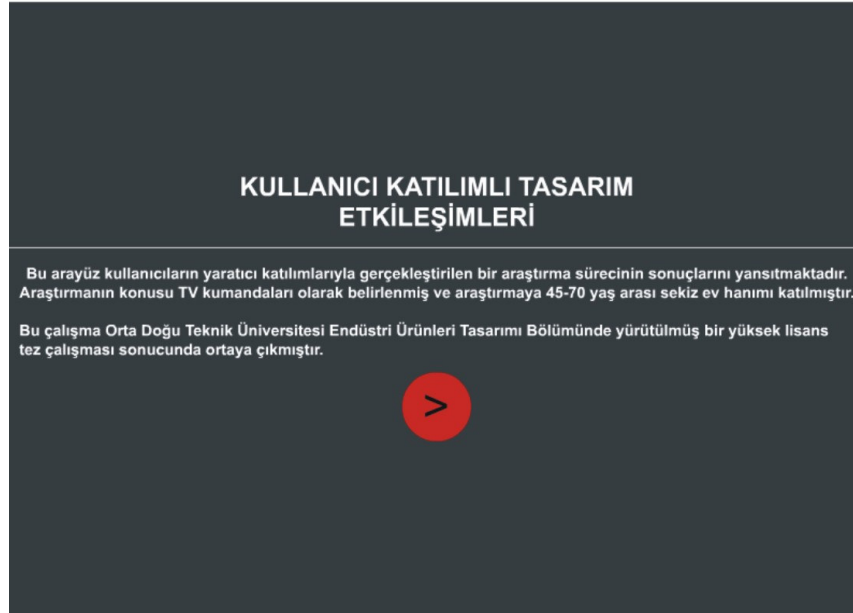 KULLANICI KATILIMLI TASARIM
ETKİLEŞİMLERİ
Bu arayüz kullanıcıların yaratıcı katılımlarıyla gerçekleştirilen bir araştırma sürecinin sonuçlarını yansıtmaktadır.
Araştırmanın konusu TV kumandaları olarak belirlenmiş ve araştırmaya 45-70 yaş arası sekiz ev hanımı katılmıştır.
Bu çalışma Orta Doğu Teknik Üniversitesi Endüstri Ürünleri Tasarımı Bölümünde yürütülmüş bir yüksek lisans
tez çalışması sonucunda ortaya çıkmıştır.
>